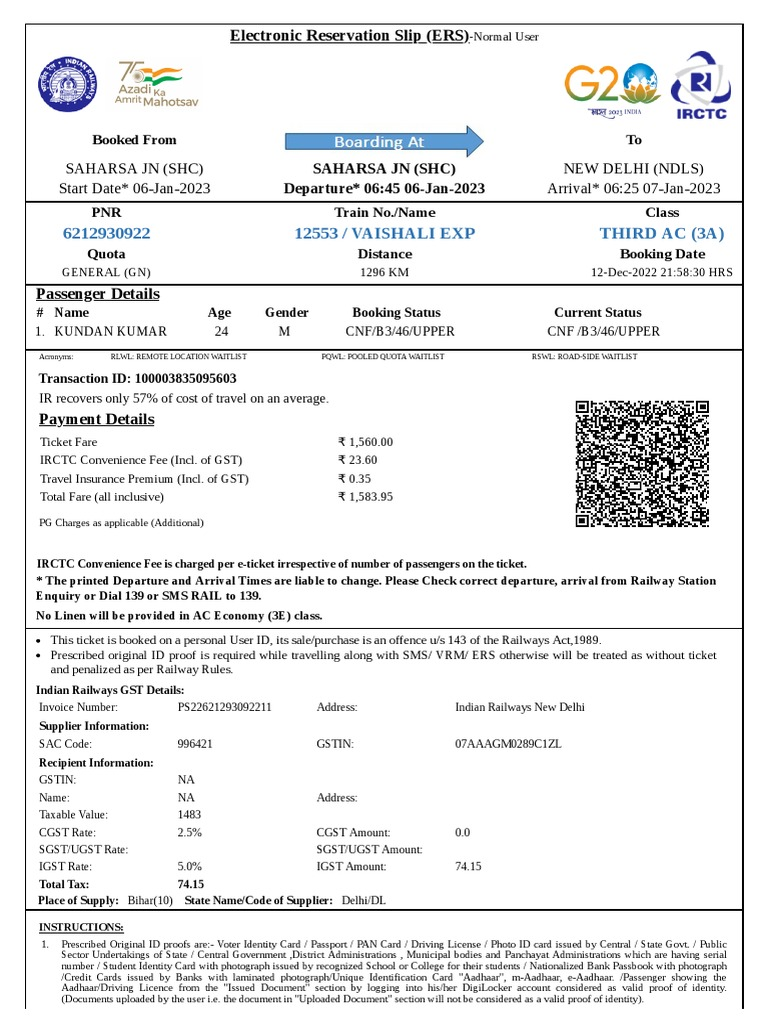 Electronic Reservation Slip (ERS)-Normal User
INDIAN RAILWAYS
75
Azadi Ka
Amrit Mahotsav
G20
2023 INDIA
IRCTC
Booked From Boarding At To
SAHARSA JN (SHC) SAHARSA JN (SHC) NEW DELHI (NDLS)
Start Date* 06-Jan-2023 Departure* 06:45 06-Jan-2023 Arrival* 06:25 07-Jan-2023
PNR Train No./Name Class
6212930922 12553 / VAISHALI EXP THIRD AC (3A)
Quota Distance Booking Date
GENERAL (GN) 1296 KM 12-Dec-2022 21:58:30 HRS
Passenger Details
# Name Age Gender Booking Status Current Status
1. KUNDAN KUMAR 24 M CNF/B3/46/UPPER CNF /B3/46/UPPER
Acronyms: RLWL: REMOTE LOCATION WAITLIST PQWL: POOLED QUOTA WAITLIST RSWL: ROAD-SIDE WAITLIST
Transaction ID: 100003835095603
IR recovers only 57% of cost of travel on an average.
Payment Details
Ticket Fare ₹ 1,560.00
IRCTC Convenience Fee (Incl. of GST) ₹ 23.60
Travel Insurance Premium (Incl. of GST) ₹ 0.35
Total Fare (all inclusive) ₹ 1,583.95
PG Charges as applicable (Additional)
IRCTC Convenience Fee is charged per e-ticket irrespective of number of passengers on the ticket.
* The printed Departure and Arrival Times are liable to change. Please Check correct departure, arrival from Railway Station
Enquiry or Dial 139 or SMS RAIL to 139.
No Linen will be provided in AC Economy (3E) class.
• This ticket is booked on a personal User ID, its sale/purchase is an offence u/s 143 of the Railways Act,1989.
• Prescribed original ID proof is required while travelling along with SMS/ VRM/ ERS otherwise will be treated as without ticket
and penalized as per Railway Rules.
Indian Railways GST Details:
Invoice Number: PS22621293092211 Address: Indian Railways New Delhi
Supplier Information:
SAC Code: 996421 GSTIN: 07AAAGM0289C1ZL
Recipient Information:
GSTIN: NA
Name: NA Address:
Taxable Value: 1483
CGST Rate: 2.5% CGST Amount: 0.0
SGST/UGST Rate: SGST/UGST Amount:
IGST Rate: 5.0% IGST Amount: 74.15
Total Tax: 74.15
Place of Supply: Bihar(10) State Name/Code of Supplier: Delhi/DL
INSTRUCTIONS:
1. Prescribed Original ID proofs are:- Voter Identity Card / Passport / PAN Card / Driving License / Photo ID card issued by Central / State Govt. / Public
Sector Undertakings of State / Central Government ,District Administrations , Municipal bodies and Panchayat Administrations which are having serial
number / Student Identity Card with photograph issued by recognized School or College for their students / Nationalized Bank Passbook with photograph
/Credit Cards issued by Banks with laminated photograph/Unique Identification Card "Aadhaar", m-Aadhaar, e-Aadhaar. /Passenger showing the
Aadhaar/Driving Licence from the "Issued Document" section by logging into his/her DigiLocker account considered as valid proof of identity.
(Documents uploaded by the user i.e. the document in "Uploaded Document" section will not be considered as a valid proof of identity).